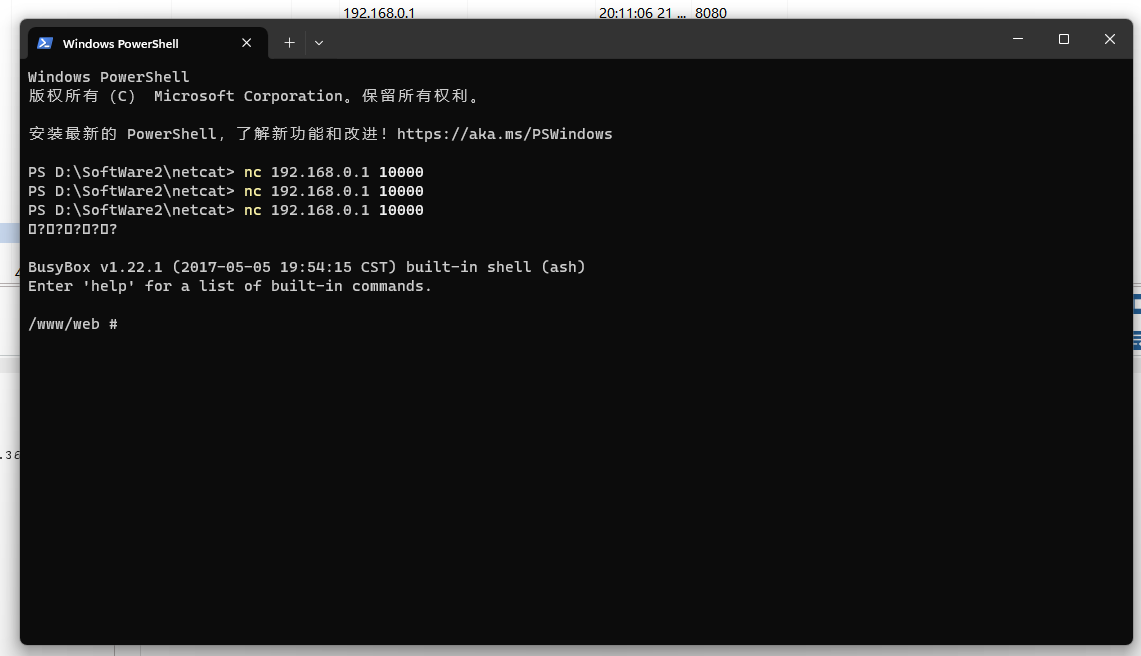 192.168.0.1 20:11:06 21 ... 8080
Windows PowerShell
Windows PowerShell
版权所有 (C) Microsoft Corporation。保留所有权利。
安装最新的 PowerShell，了解新功能和改进！https://aka.ms/PSWindows
PS D:\SoftWare2\netcat> nc 192.168.0.1 10000
PS D:\SoftWare2\netcat> nc 192.168.0.1 10000
PS D:\SoftWare2\netcat> nc 192.168.0.1 10000
▯?▯?▯?▯?▯?
BusyBox v1.22.1 (2017-05-05 19:54:15 CST) built-in shell (ash)
Enter 'help' for a list of built-in commands.
/www/web #
.36